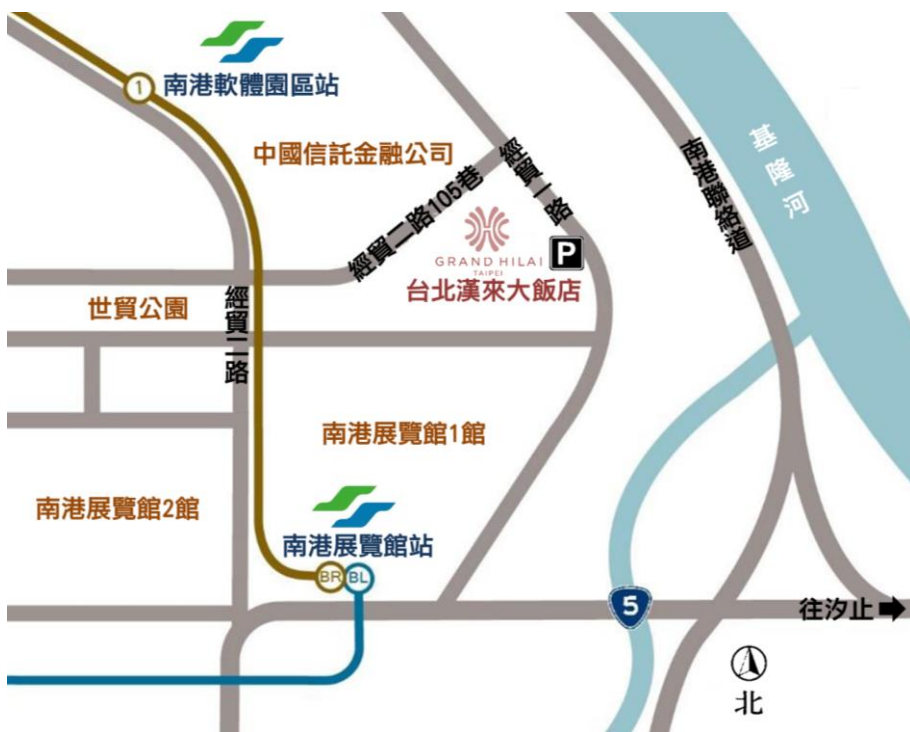 1
南港軟體園區站
中國信託金融公司
經貿一路
南港聯絡道
基隆河
經貿二路105巷
GRAND HILAI
TAIPEI
P
台北漢來大飯店
世貿公園
經貿二路
南港展覽館1館
南港展覽館2館
南港展覽館站
BR
BL
5
往汐止
北